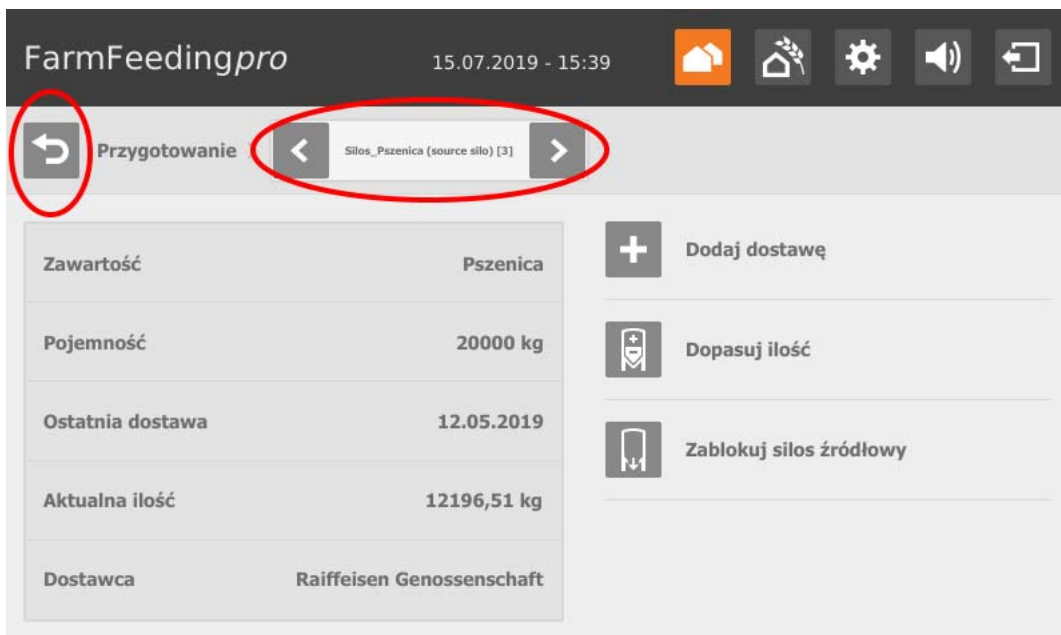 FarmFeedingpro 15.07.2019 - 15:39
Przygotowanie Silos_Pszenica (source silo) [3]
Zawartość Pszenica
Pojemność 20000 kg
Ostatnia dostawa 12.05.2019
Aktualna ilość 12196,51 kg
Dostawca Raiffeisen Genossenschaft
Dodaj dostawę
Dopasuj ilość
Zablokuj silos źródłowy